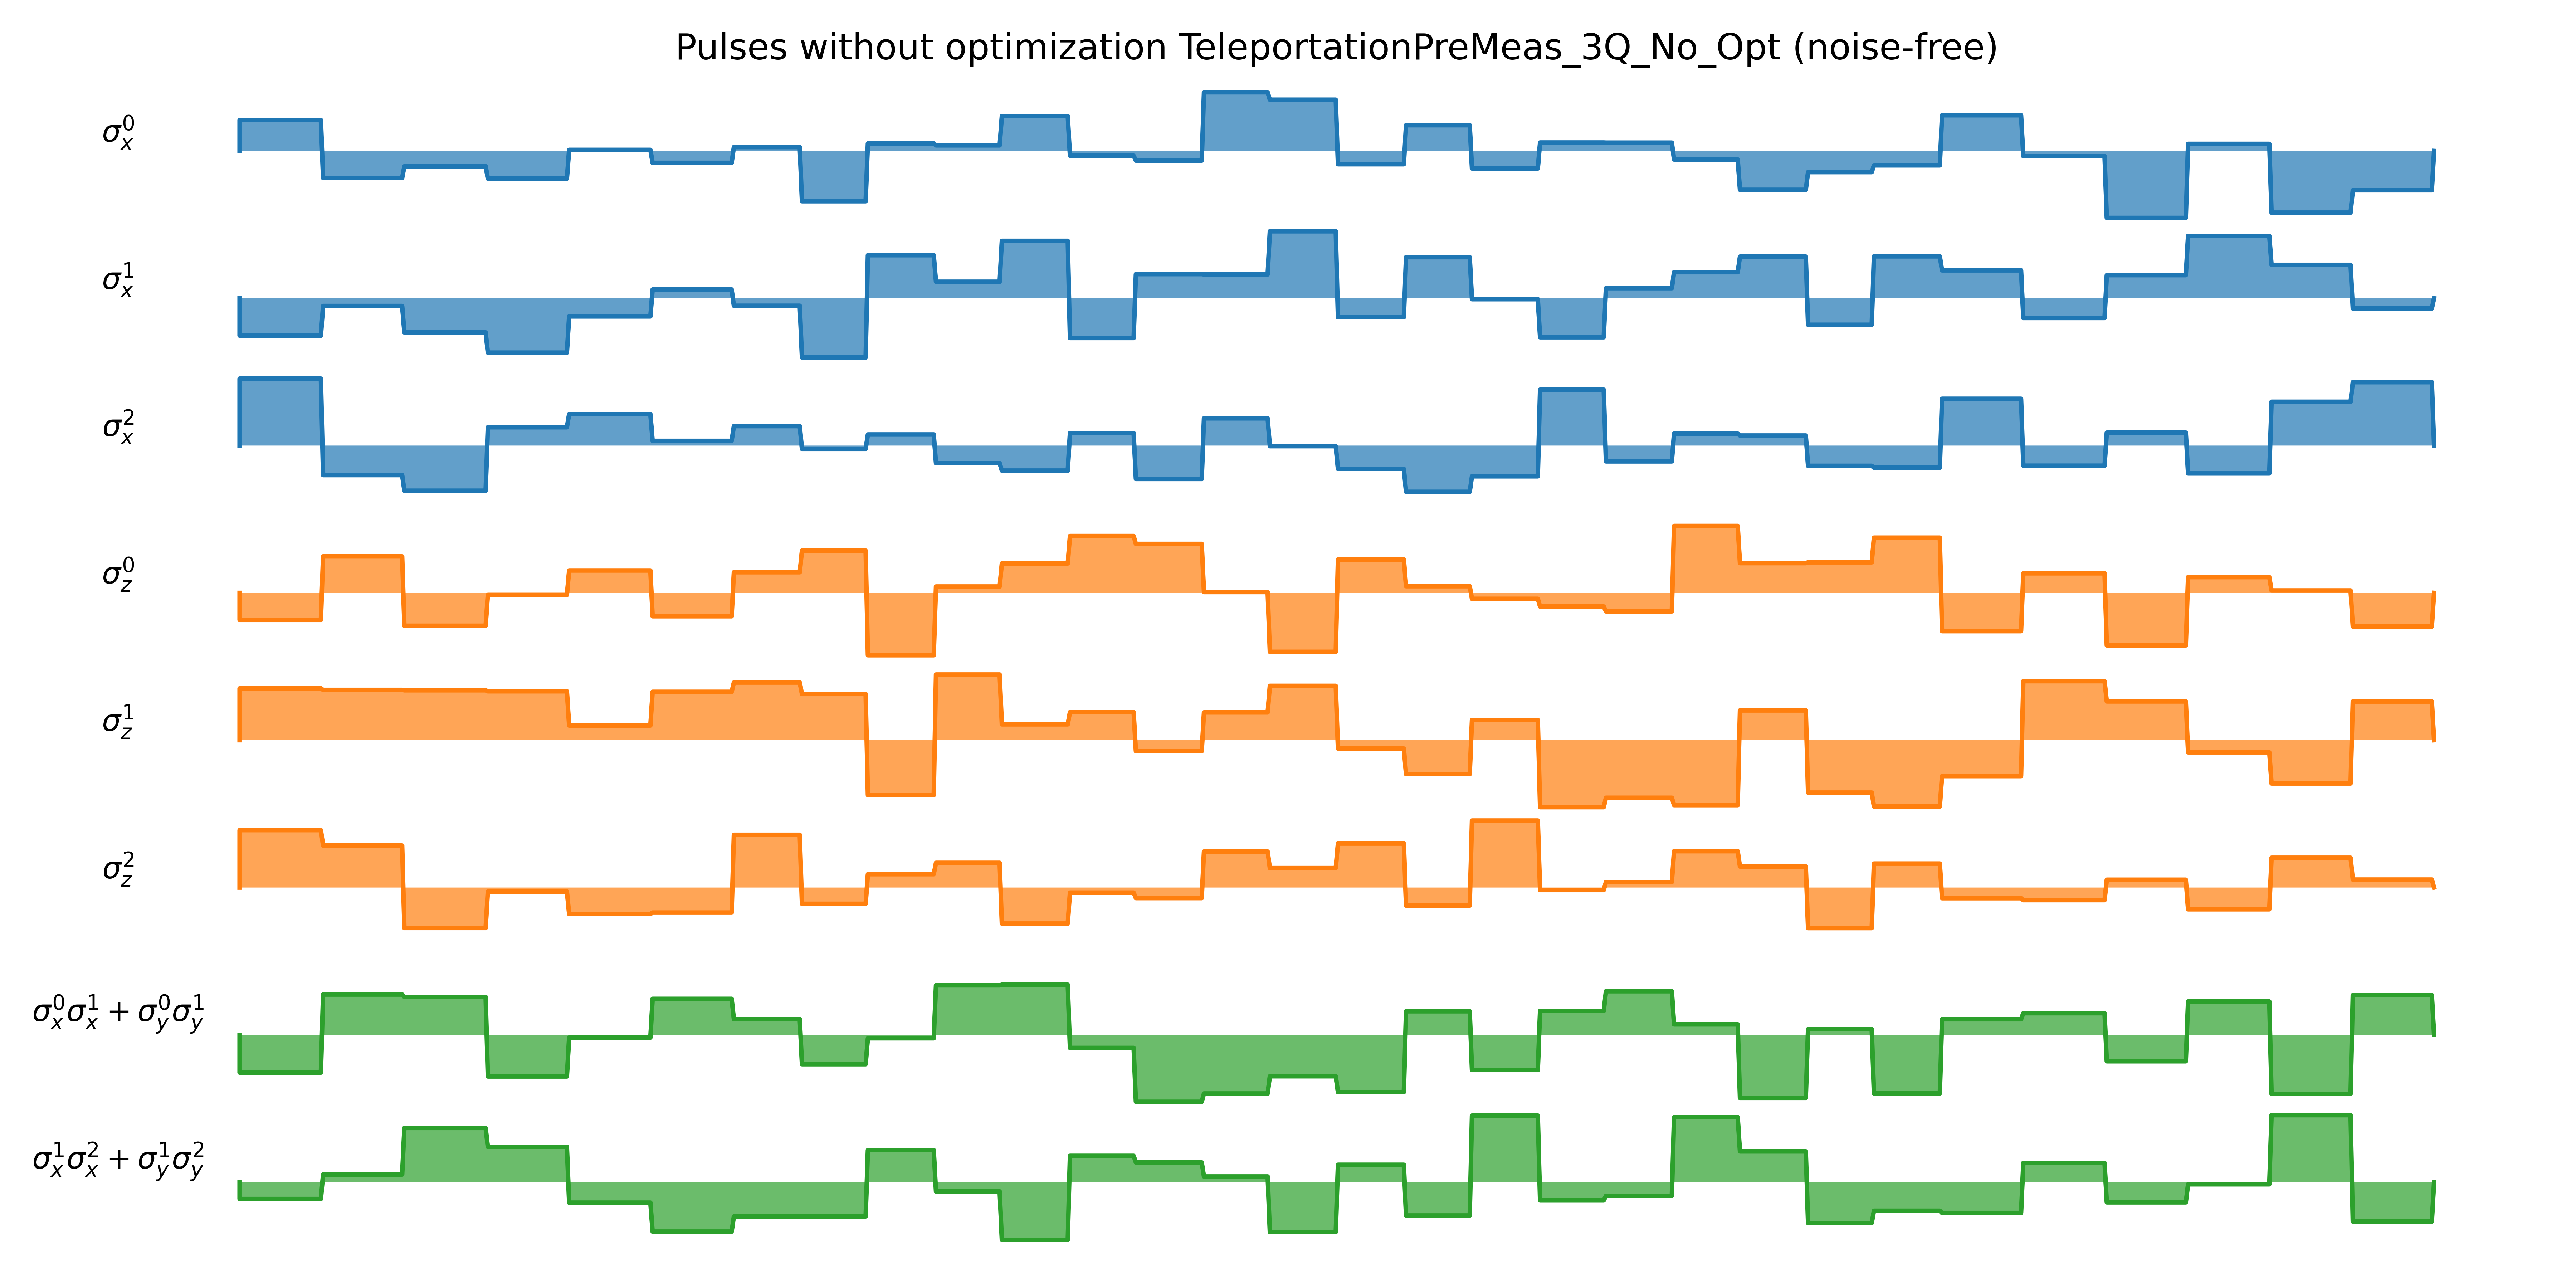 Pulses without optimization TeleportationPreMeas_3Q_No_Opt (noise-free)
σ_x^0
σ_x^1
σ_x^2
σ_z^0
σ_z^1
σ_z^2
σ_x^0σ_x^1 + σ_y^0σ_y^1
σ_x^1σ_x^2 + σ_y^1σ_y^2